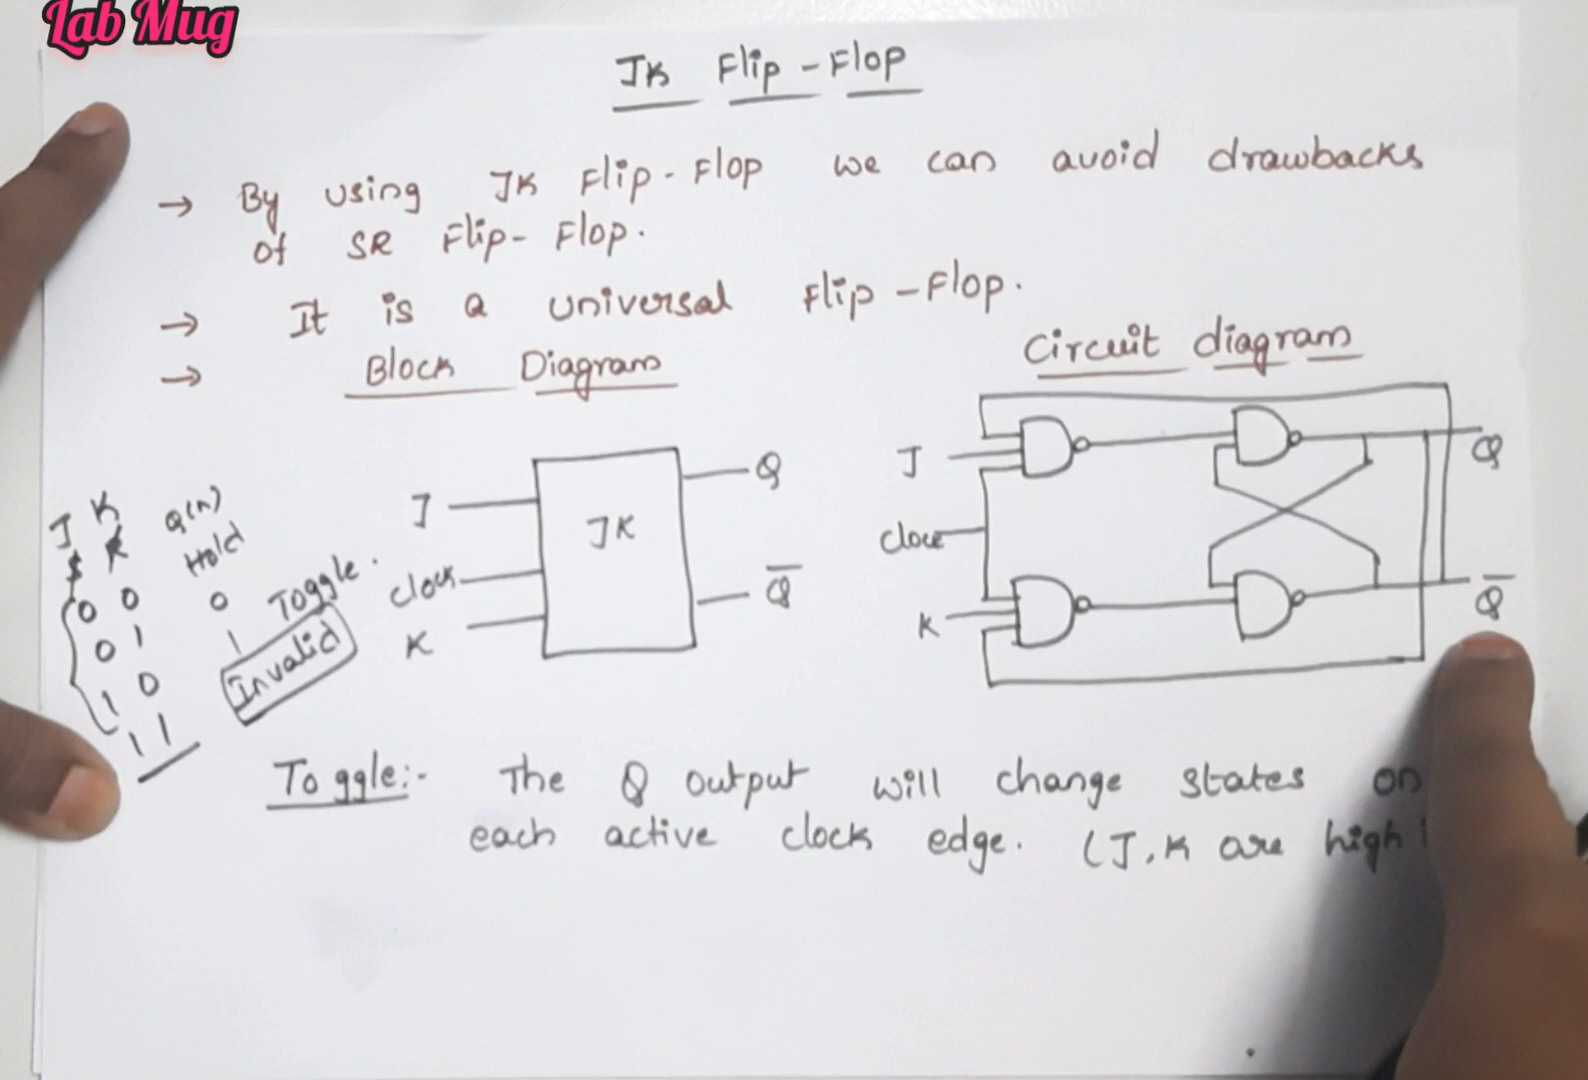 Lab Mug
JK Flip-Flop
→ By using JK Flip-Flop we can avoid drawbacks
of SR Flip-Flop.
→ It is a universal Flip-Flop.
→ Block Diagram
Circuit diagram
J K Q(n)
S R Hold
0 0 0 Toggle.
0 1 1 Invalid
1 0
1 1
J
clock
K
JK
Q
Q̅
J
clock
K
Q
Q̅
Toggle:- The Q output will change states on
each active clock edge. (J,K are high